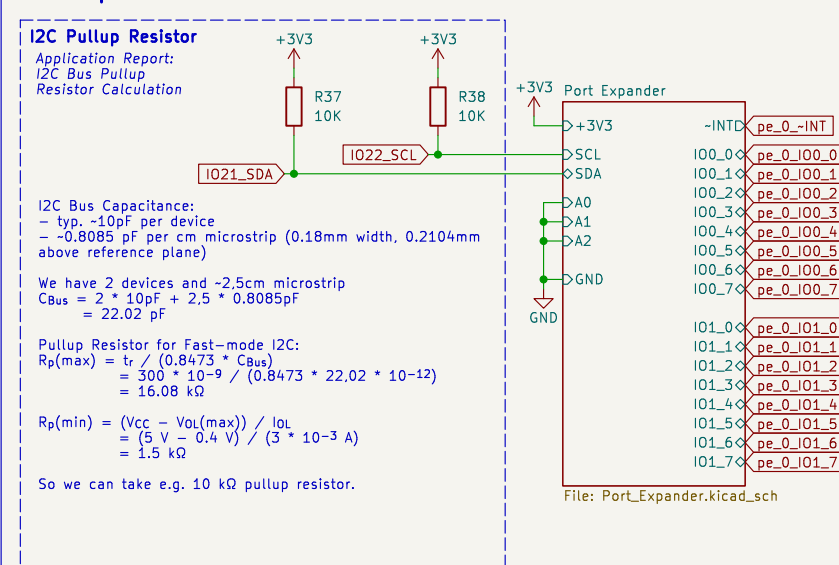 I2C Pullup Resistor
Application Report:
I2C Bus Pullup
Resistor Calculation
+3V3
+3V3
R37
10K
R38
10K
IO22_SCL
IO21_SDA
I2C Bus Capacitance:
– typ. ~10pF per device
– ~0.8085 pF per cm microstrip (0.18mm width, 0.2104mm
above reference plane)
We have 2 devices and ~2,5cm microstrip
CBus = 2 * 10pF + 2,5 * 0.8085pF
= 22.02 pF
Pullup Resistor for Fast-mode I2C:
Rp(max) = tr / (0.8473 * CBus)
= 300 * 10-9 / (0.8473 * 22,02 * 10-12)
= 16.08 kΩ
Rp(min) = (Vcc – VOL(max)) / IOL
= (5 V – 0.4 V) / (3 * 10-3 A)
= 1.5 kΩ
So we can take e.g. 10 kΩ pullup resistor.
+3V3
Port Expander
+3V3
SCL
SDA
A0
A1
A2
GND
GND
~INT
IO0_0
IO0_1
IO0_2
IO0_3
IO0_4
IO0_5
IO0_6
IO0_7
IO1_0
IO1_1
IO1_2
IO1_3
IO1_4
IO1_5
IO1_6
IO1_7
pe_0_~INT
pe_0_IO0_0
pe_0_IO0_1
pe_0_IO0_2
pe_0_IO0_3
pe_0_IO0_4
pe_0_IO0_5
pe_0_IO0_6
pe_0_IO0_7
pe_0_IO1_0
pe_0_IO1_1
pe_0_IO1_2
pe_0_IO1_3
pe_0_IO1_4
pe_0_IO1_5
pe_0_IO1_6
pe_0_IO1_7
File: Port_Expander.kicad_sch